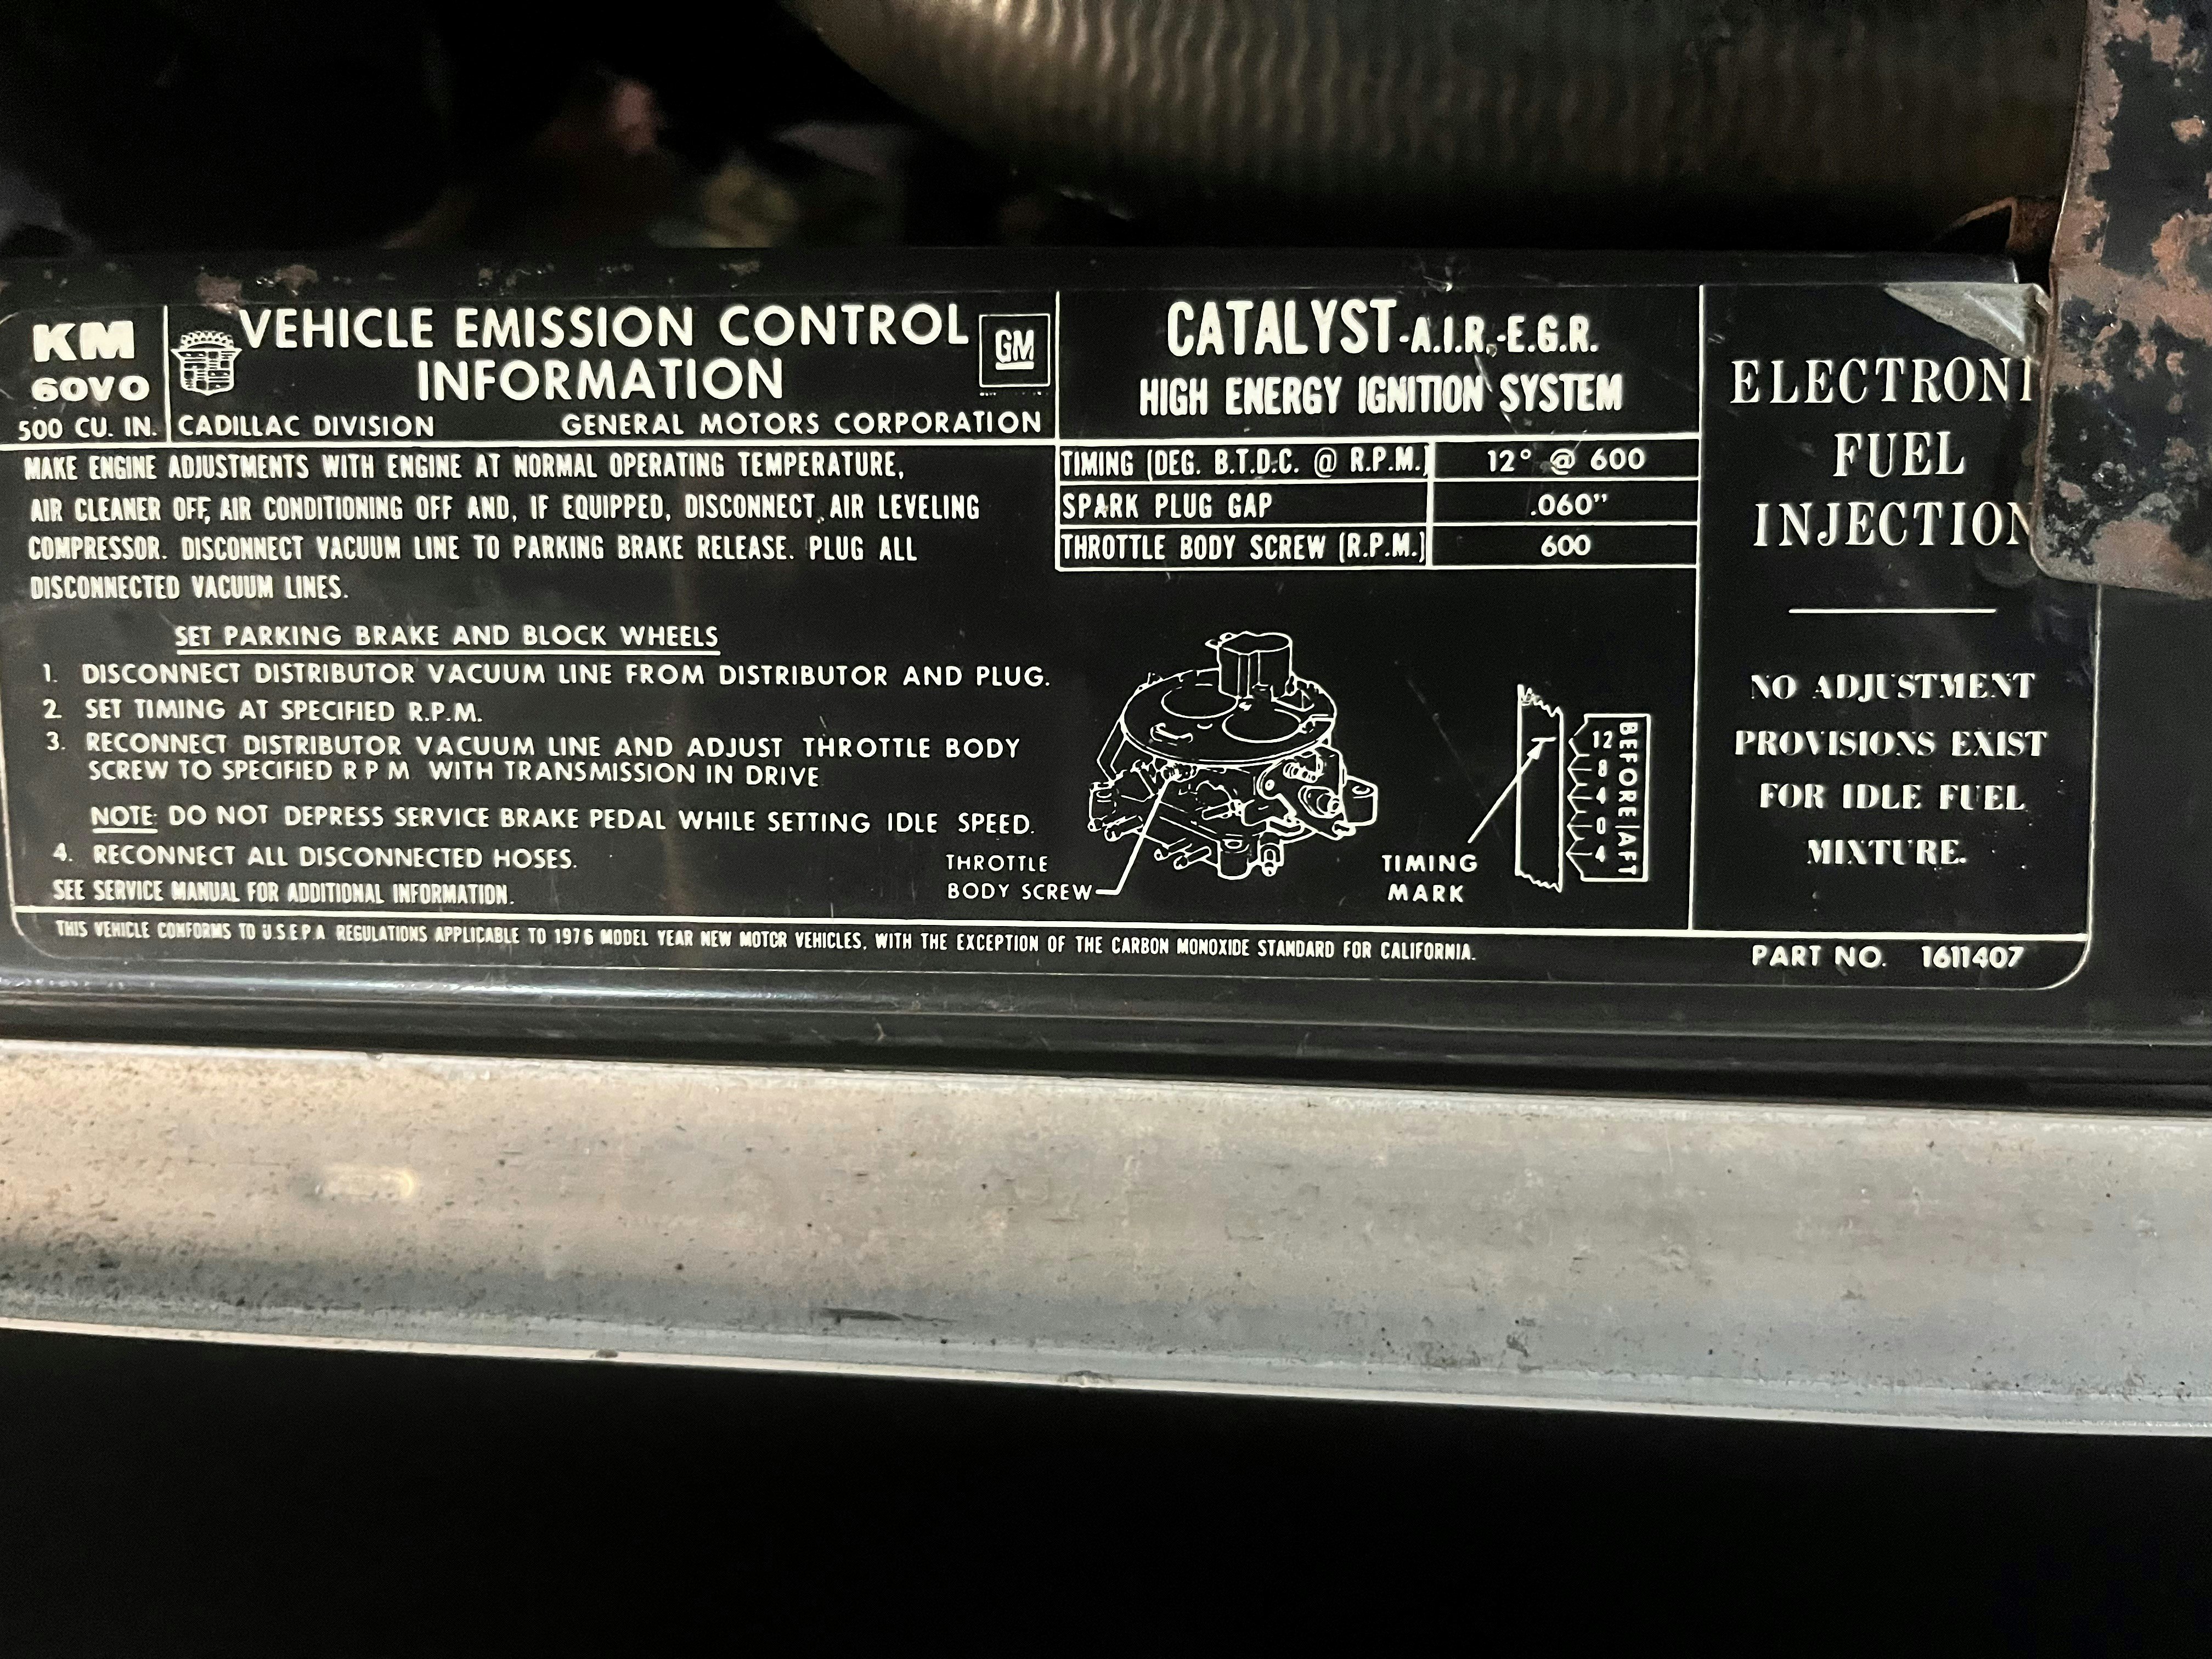 KM
60VO
500 CU. IN.
VEHICLE EMISSION CONTROL
INFORMATION
GM
CADILLAC DIVISION GENERAL MOTORS CORPORATION
CATALYST-A.I.R.-E.G.R.
HIGH ENERGY IGNITION SYSTEM
MAKE ENGINE ADJUSTMENTS WITH ENGINE AT NORMAL OPERATING TEMPERATURE,
AIR CLEANER OFF, AIR CONDITIONING OFF AND, IF EQUIPPED, DISCONNECT AIR LEVELING
COMPRESSOR. DISCONNECT VACUUM LINE TO PARKING BRAKE RELEASE. PLUG ALL
DISCONNECTED VACUUM LINES.
SET PARKING BRAKE AND BLOCK WHEELS
1. DISCONNECT DISTRIBUTOR VACUUM LINE FROM DISTRIBUTOR AND PLUG.
2. SET TIMING AT SPECIFIED R.P.M.
3. RECONNECT DISTRIBUTOR VACUUM LINE AND ADJUST THROTTLE BODY
SCREW TO SPECIFIED R P M WITH TRANSMISSION IN DRIVE
NOTE: DO NOT DEPRESS SERVICE BRAKE PEDAL WHILE SETTING IDLE SPEED.
4. RECONNECT ALL DISCONNECTED HOSES.
SEE SERVICE MANUAL FOR ADDITIONAL INFORMATION.
TIMING (DEG. B.T.D.C. @ R.P.M.) 12° @ 600
SPARK PLUG GAP .060"
THROTTLE BODY SCREW (R.P.M.) 600
THROTTLE
BODY SCREW
TIMING
MARK
12
8
4
0
4
BEFORE AFT
ELECTRONI
FUEL
INJECTION
NO ADJUSTMENT
PROVISIONS EXIST
FOR IDLE FUEL
MIXTURE.
THIS VEHICLE CONFORMS TO U.S.E.P.A REGULATIONS APPLICABLE TO 1976 MODEL YEAR NEW MOTOR VEHICLES, WITH THE EXCEPTION OF THE CARBON MONOXIDE STANDARD FOR CALIFORNIA.
PART NO. 1611407